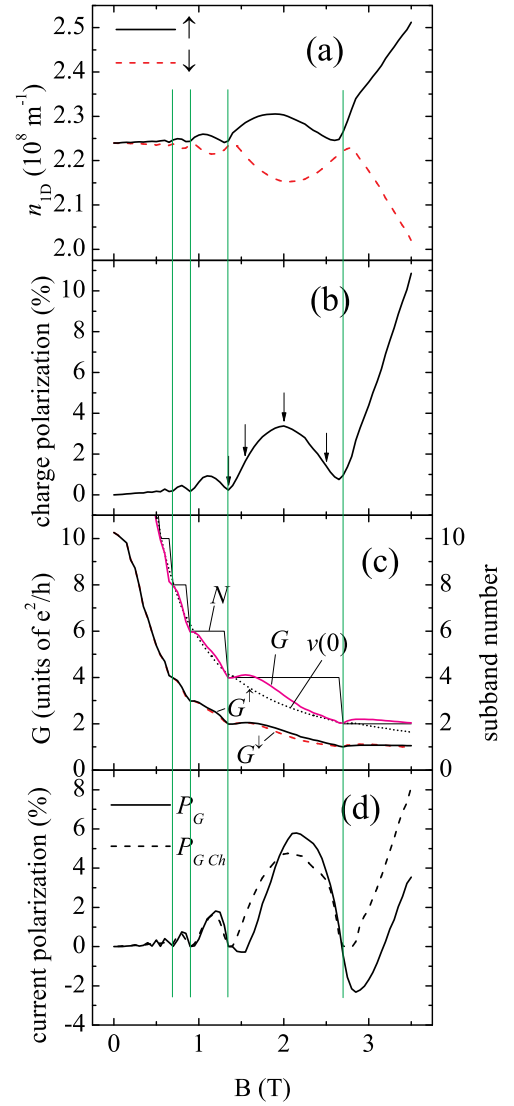 2.5
2.4
2.3
2.2
2.1
2.0
n1D (10^8 m^-1)
↑
↓
(a)
10
8
6
4
2
0
charge polarization (%)
(b)
10
8
6
4
2
0
G (units of e^2/h)
10
8
6
4
2
0
subband number
(c)
N
G
ν(0)
G↑
G↓
8
6
4
2
0
-2
-4
current polarization (%)
P_G
P_G Ch
(d)
0
1
2
3
B (T)